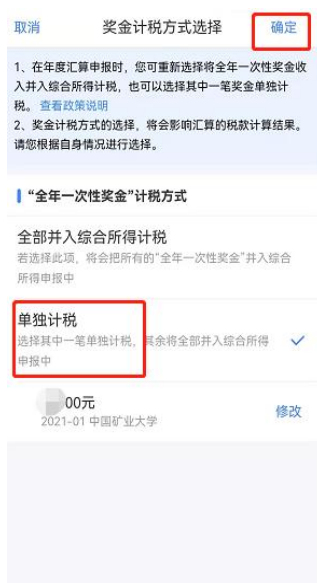 取消 奖金计税方式选择 确定
1、在年度汇算申报时，您可重新选择将全年一次性奖金收
入并入综合所得计税，也可以选择其中一笔奖金单独计
税。 查看政策说明
2、奖金计税方式的选择，将会影响汇算的税款计算结果。
请您根据自身情况进行选择。
“全年一次性奖金”计税方式
全部并入综合所得计税
若选择此项，将会把所有的“全年一次性奖金”并入综合
所得申报中
单独计税
选择其中一笔单独计税，其余将全部并入综合所得
申报中
00元
2021-01 中国矿业大学 修改